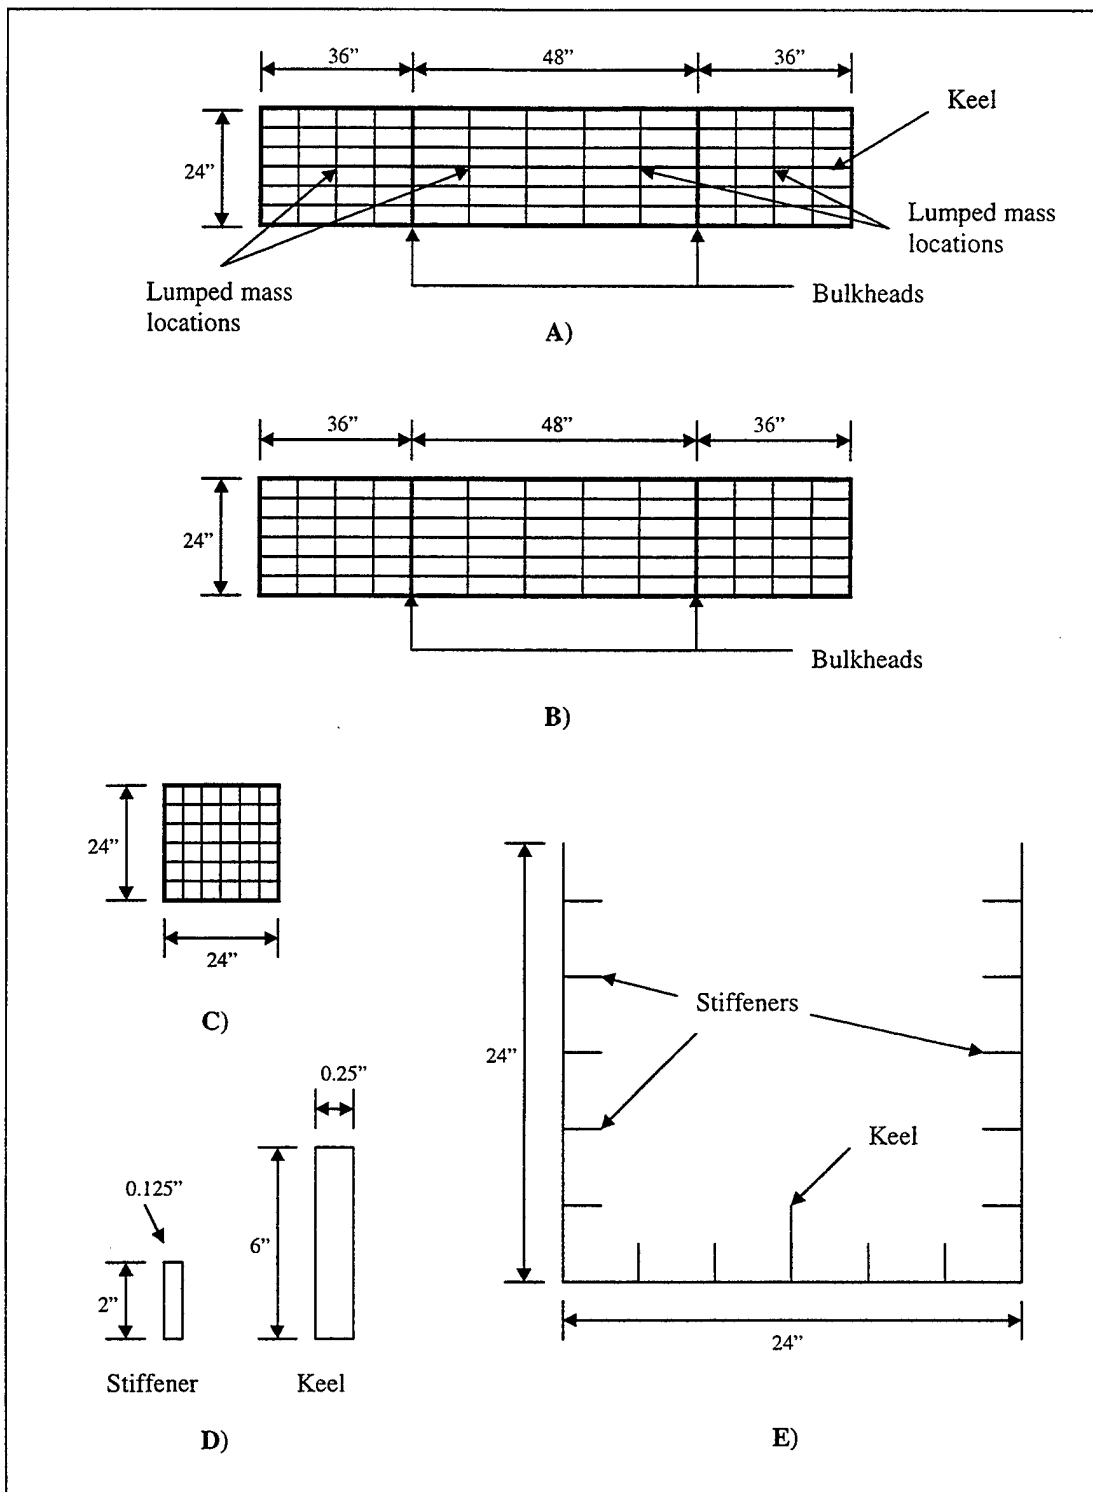 36” 48” 36”
Keel
24”
Lumped mass
locations
Lumped mass
locations
Bulkheads
A)
36” 48” 36”
24”
Bulkheads
B)
24”
24”
C)
24”
Stiffeners
Keel
24”
E)
0.25”
0.125”
6”
2”
Stiffener Keel
D)